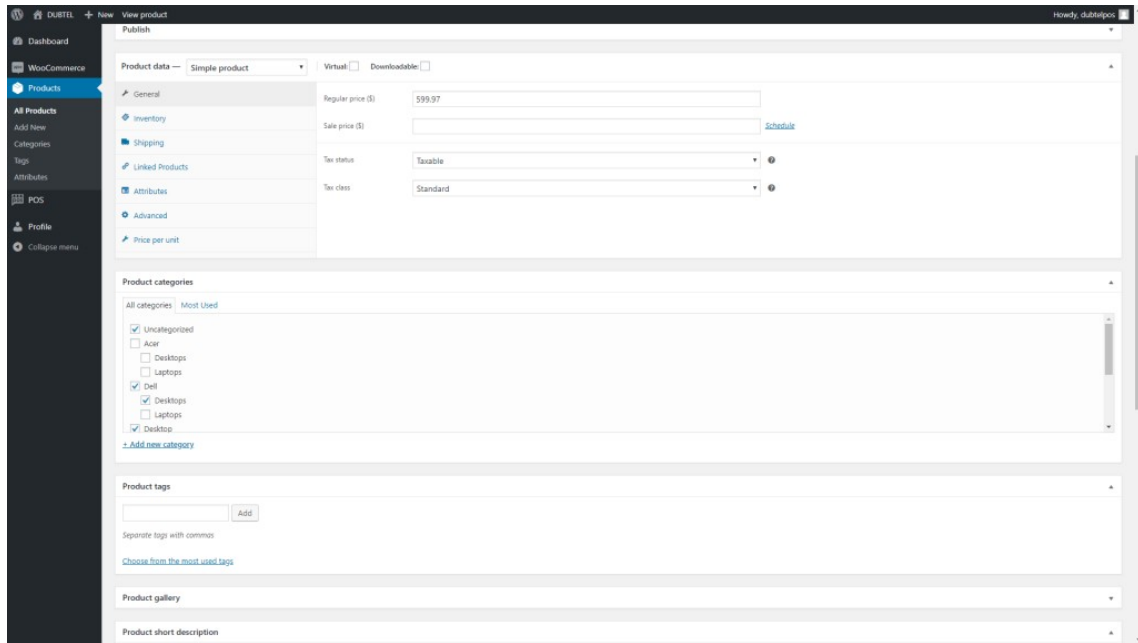 DUBTEL + New View product Howdy, dubtelpos
Dashboard
WooCommerce
Products
All Products
Add New
Categories
Tags
Attributes
POS
Profile
Collapse menu
Publish
Product data — Simple product Virtual: Downloadable:
General
Inventory
Shipping
Linked Products
Attributes
Advanced
Price per unit
Regular price ($) 599.97
Sale price ($) Schedule
Tax status Taxable
Tax class Standard
Product categories
All categories Most Used
Uncategorized
Acer
Desktops
Laptops
Dell
Desktops
Laptops
Desktop
+ Add new category
Product tags
Add
Separate tags with commas
Choose from the most used tags
Product gallery
Product short description